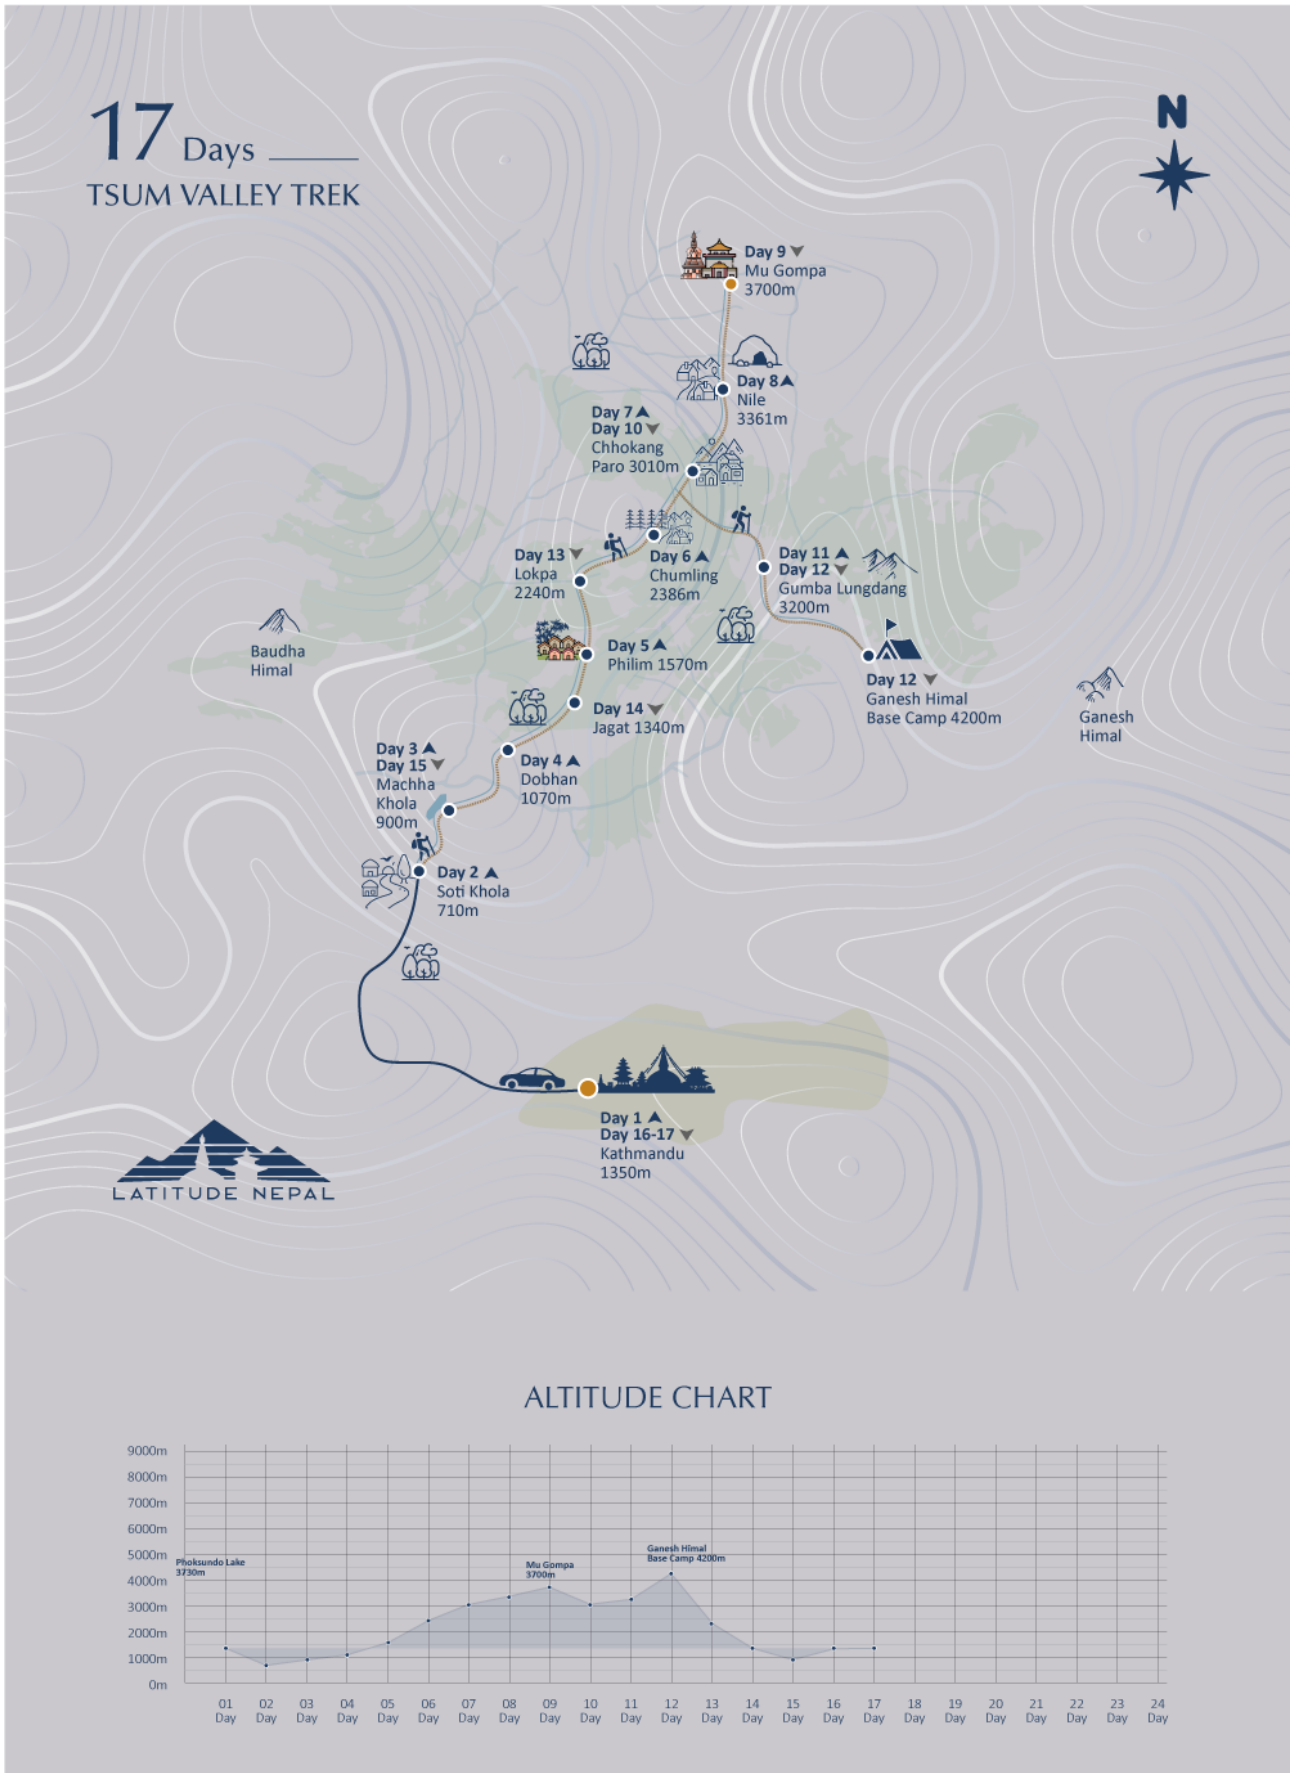 17 Days
TSUM VALLEY TREK
N
Day 9
Mu Gompa
3700m
Day 8
Nile
3361m
Day 7
Day 10
Chhokang
Paro 3010m
Day 6
Chumling
2386m
Day 13
Lokpa
2240m
Day 11
Day 12
Gumba Lungdang
3200m
Baudha
Himal
Day 5
Philim 1570m
Day 12
Ganesh Himal
Base Camp 4200m
Ganesh
Himal
Day 14
Jagat 1340m
Day 3
Day 15
Machha
Khola
900m
Day 4
Dobhan
1070m
Day 2
Soti Khola
710m
Day 1
Day 16-17
Kathmandu
1350m
LATITUDE NEPAL
ALTITUDE CHART
9000m
8000m
7000m
6000m
5000m
4000m
3000m
2000m
1000m
0m
Phoksundo Lake
3730m
Mu Gompa
3700m
Ganesh Himal
Base Camp 4200m
01 02 03 04 05 06 07 08 09 10 11 12 13 14 15 16 17 18 19 20 21 22 23 24
Day Day Day Day Day Day Day Day Day Day Day Day Day Day Day Day Day Day Day Day Day Day Day Day